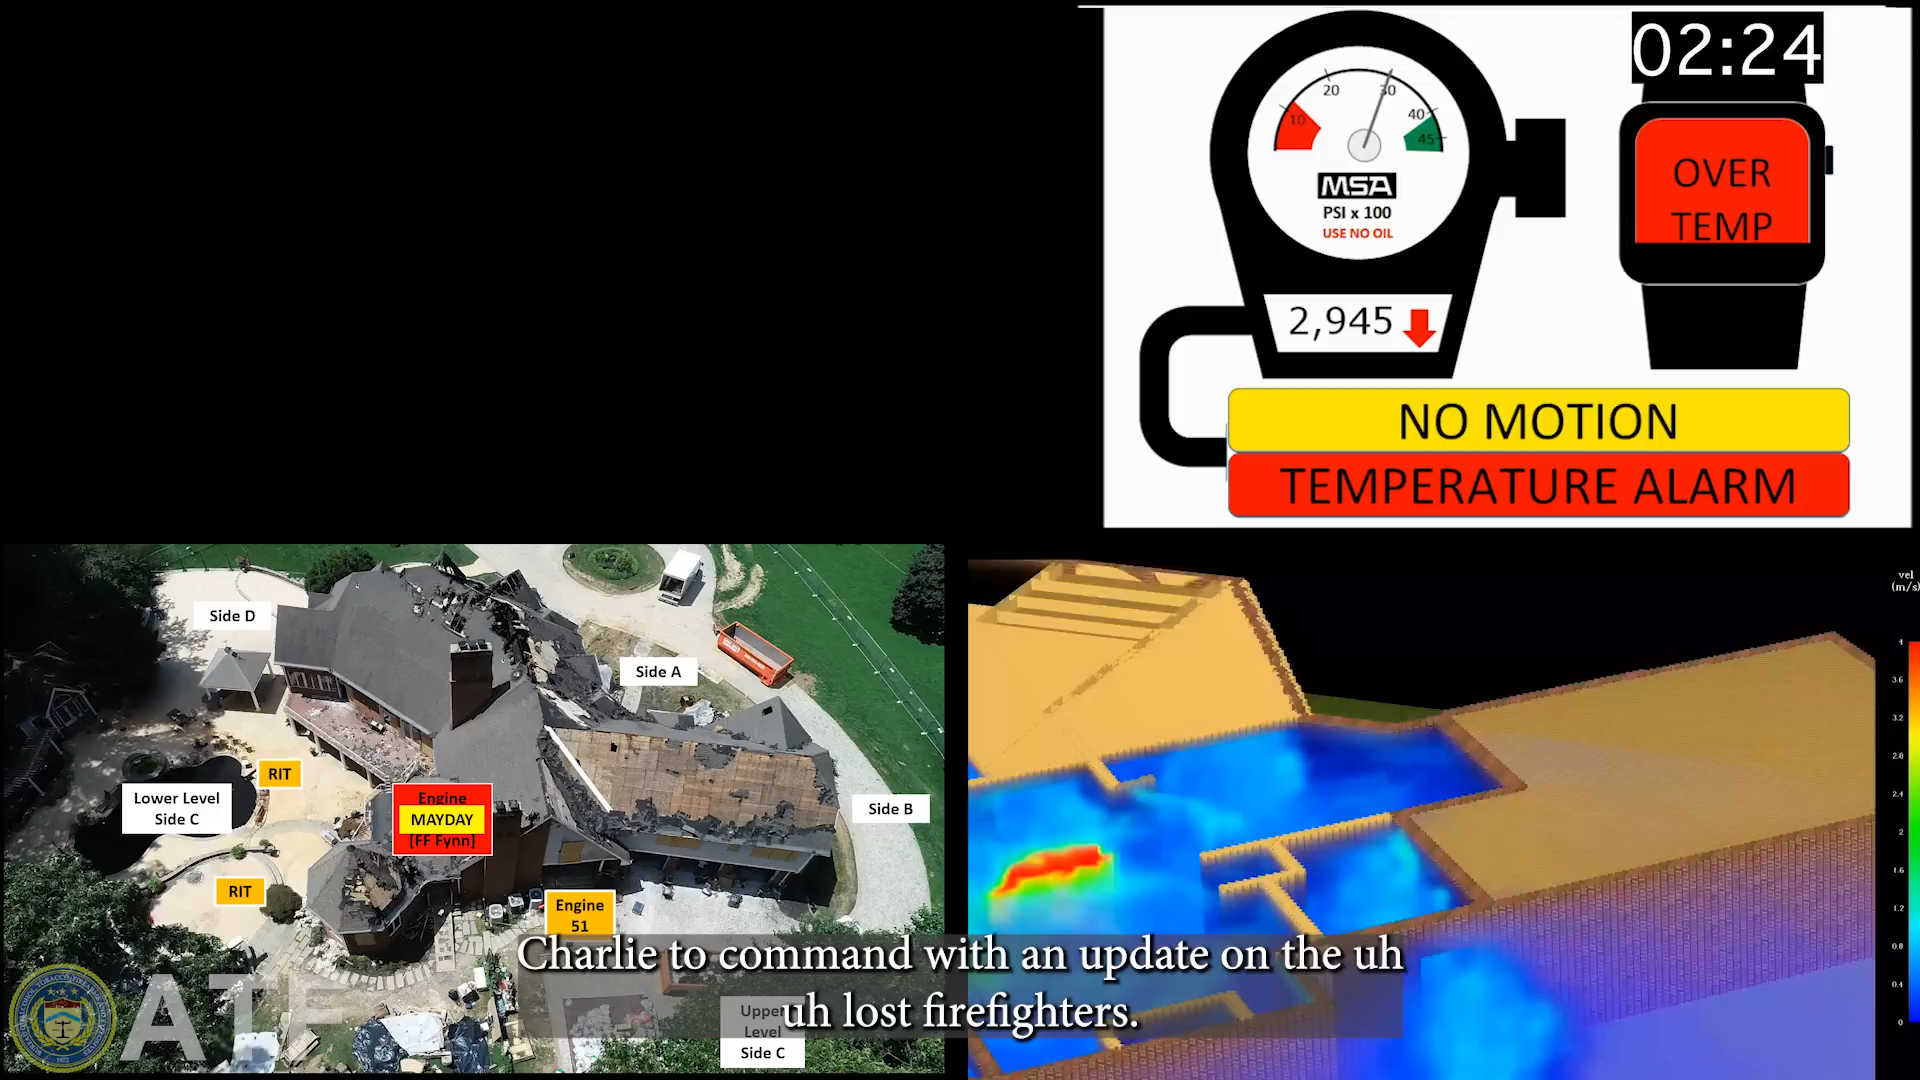 02:24
20
30
10
40
45
MSA
PSI x 100
USE NO OIL
OVER
TEMP
2,945
NO MOTION
TEMPERATURE ALARM
Side D
Side A
RIT
Lower Level
Side C
Engine
MAYDAY
[FF Fynn]
Side B
RIT
Engine
51
Upper
Level
Side C
ATF
vel
(m/s)
4
3.6
3.2
2.8
2.4
2
1.6
1.2
0.8
0.4
0
Charlie to command with an update on the uh
uh lost firefighters.